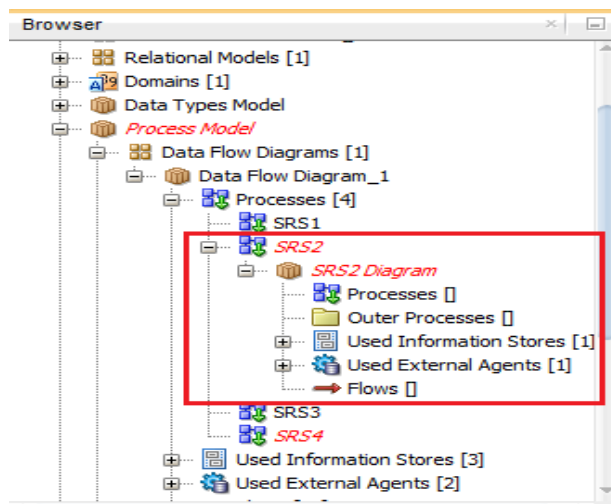 Browser
Relational Models [1]
Domains [1]
Data Types Model
Process Model
Data Flow Diagrams [1]
Data Flow Diagram_1
Processes [4]
SRS1
SRS2
SRS2 Diagram
Processes []
Outer Processes []
Used Information Stores [1]
Used External Agents [1]
Flows []
SRS3
SRS4
Used Information Stores [3]
Used External Agents [2]